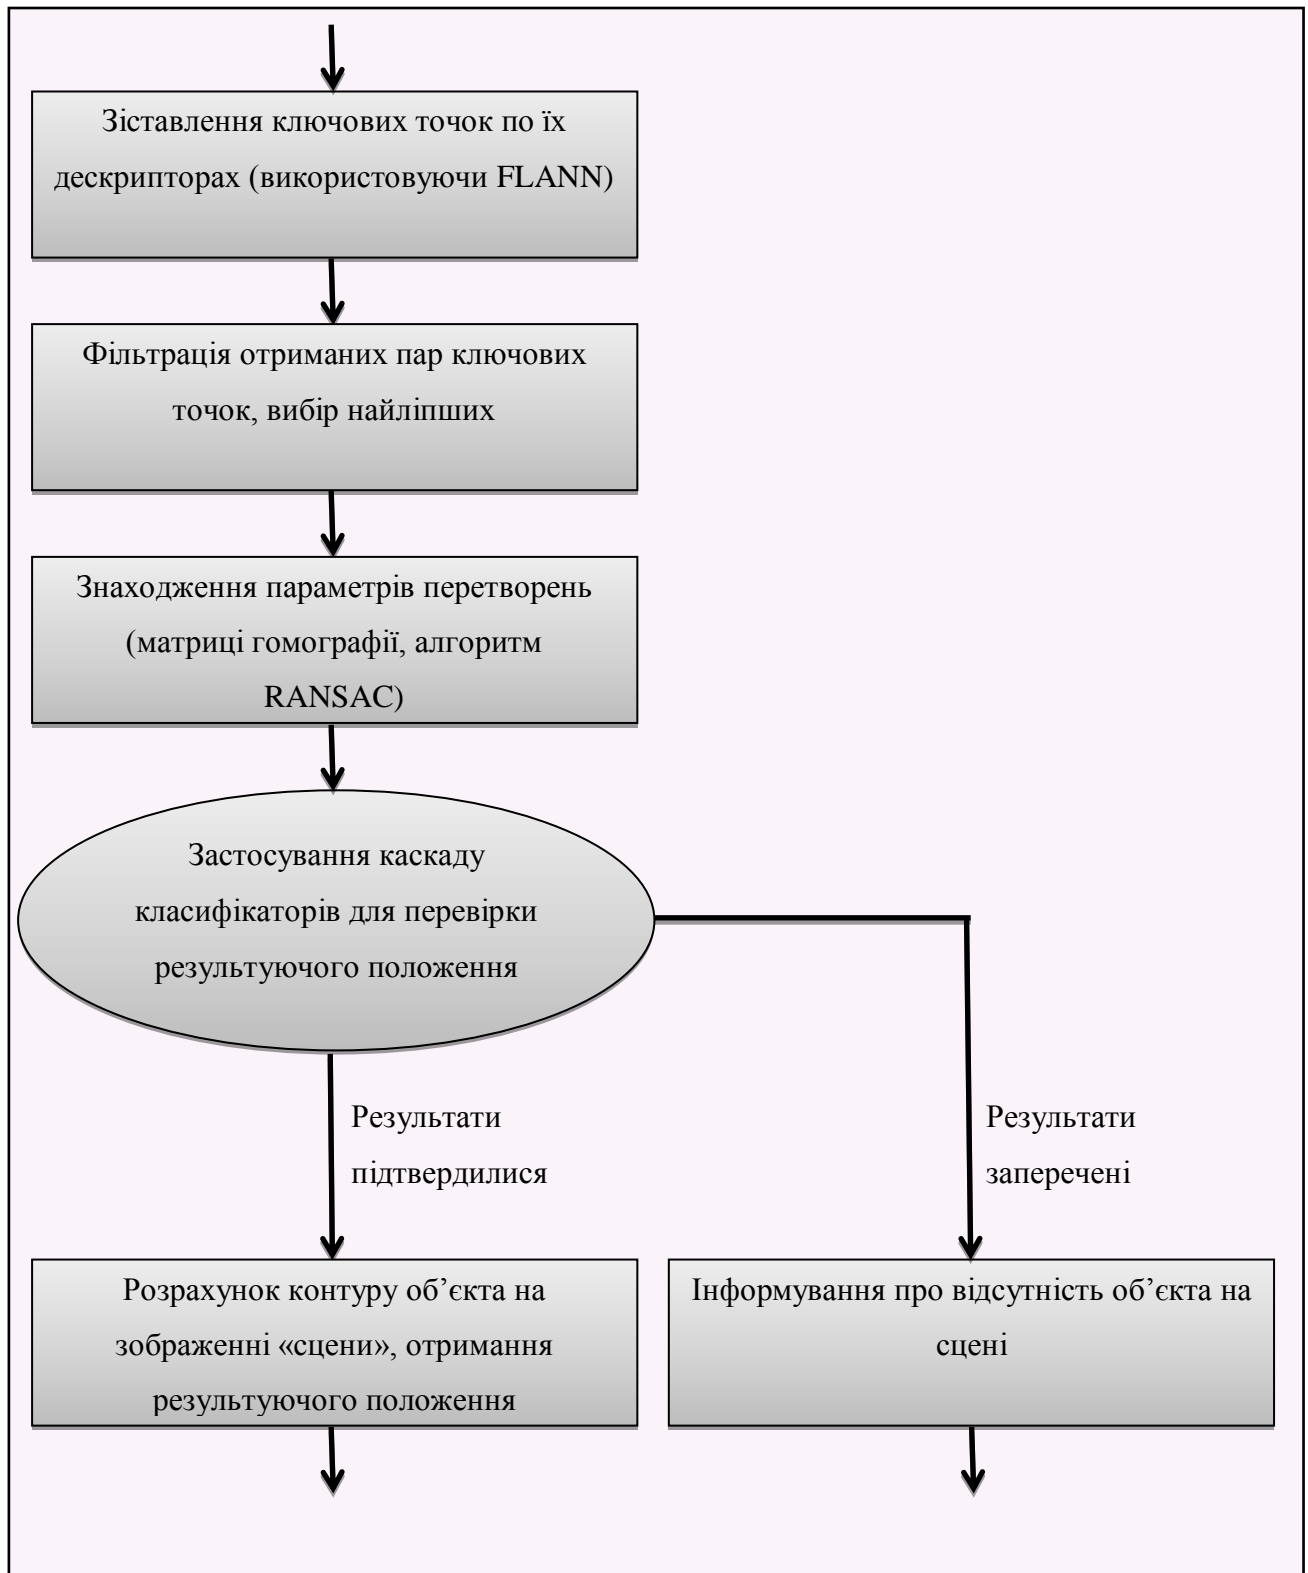 Зіставлення ключових точок по їх
дескрипторах (використовуючи FLANN)
Фільтрація отриманих пар ключових
точок, вибір найліпших
Знаходження параметрів перетворень
(матриці гомографії, алгоритм
RANSAC)
Застосування каскаду
класифікаторів для перевірки
результуючого положення
Результати
підтвердилися
Результати
заперечені
Розрахунок контуру об’єкта на
зображенні «сцени», отримання
результуючого положення
Інформування про відсутність об’єкта на
сцені